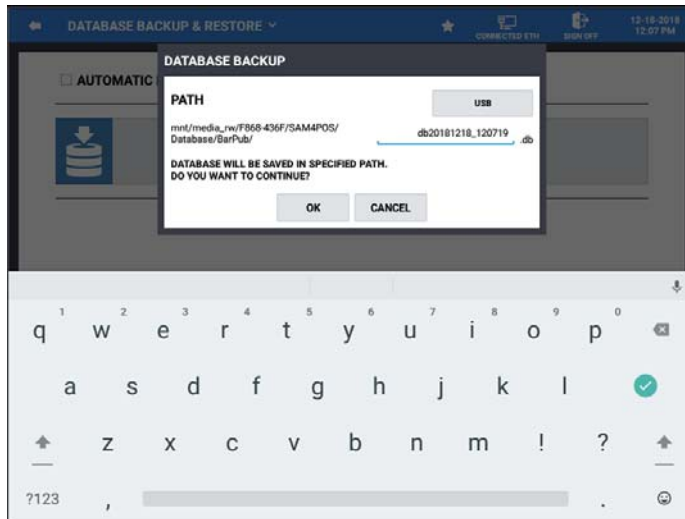 DATABASE BACKUP & RESTORE
CONNECTED ETH
SIGN OFF
12-18-2018
12:07 PM
AUTOMATIC
DATABASE BACKUP
PATH
USB
mnt/media_rw/F868-436F/SAM4POS/
Database/BarPub/
db20181218_120719 .db
DATABASE WILL BE SAVED IN SPECIFIED PATH.
DO YOU WANT TO CONTINUE?
OK CANCEL
1 2 3 4 5 6 7 8 9 0
q w e r t y u i o p
a s d f g h j k l
z x c v b n m ! ?
?123 , .